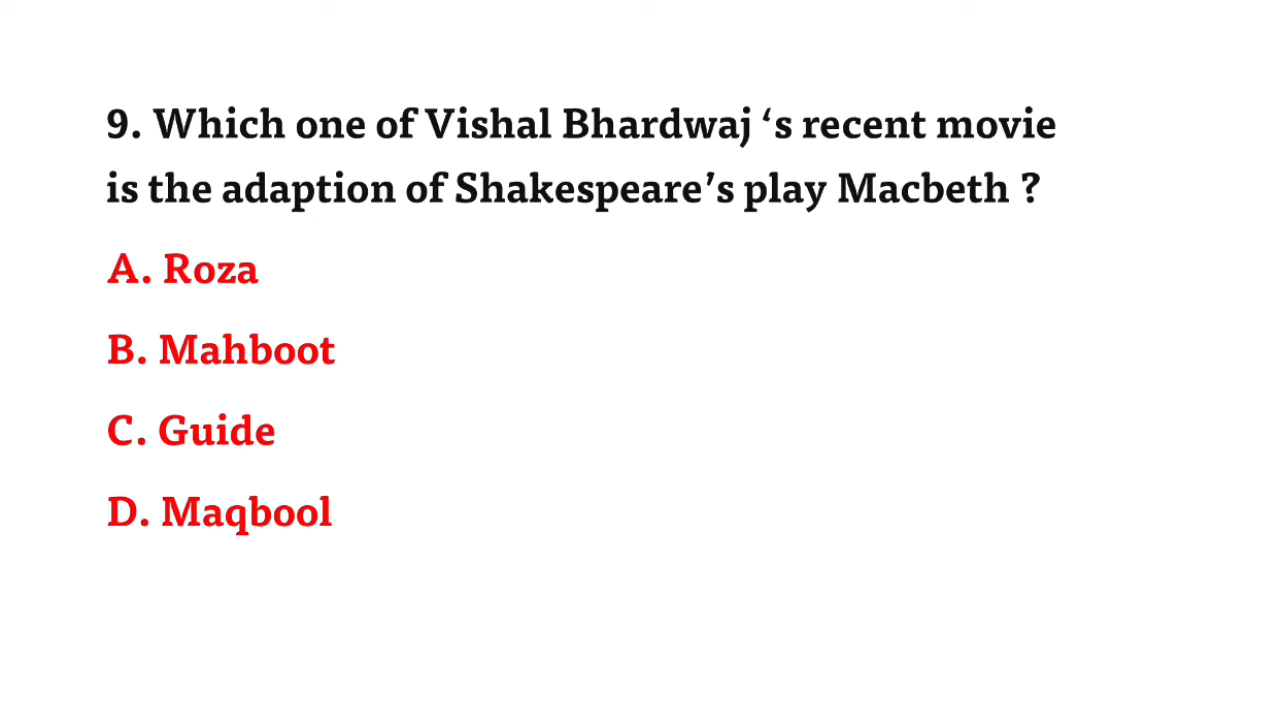 9. Which one of Vishal Bhardwaj ‘s recent movie
is the adaption of Shakespeare’s play Macbeth ?
A. Roza
B. Mahboot
C. Guide
D. Maqbool